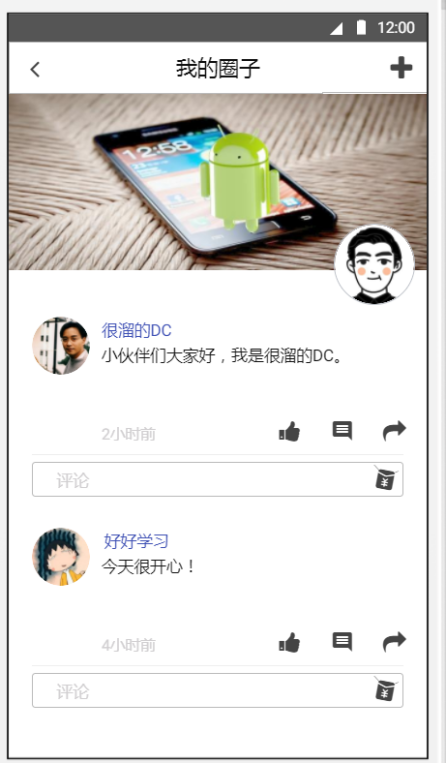 12:00
我的圈子
12:58
很溜的DC
小伙伴们大家好，我是很溜的DC。
2小时前
评论
¥
好好学习
今天很开心！
4小时前
评论
¥